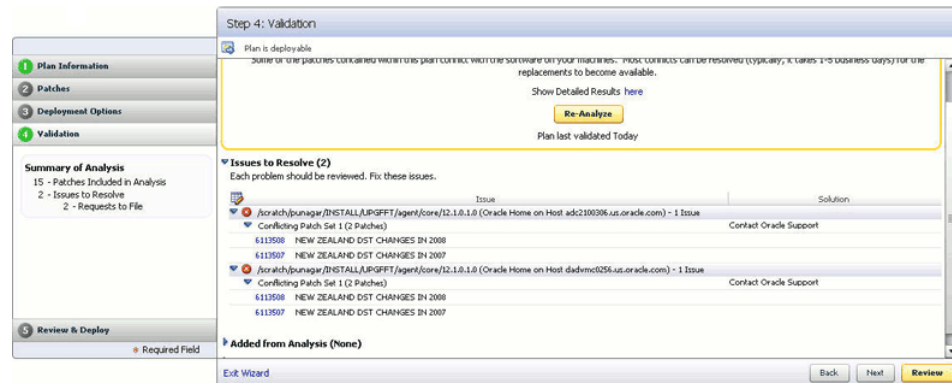 Step 4: Validation
Plan is deployable
1 Plan Information
2 Patches
3 Deployment Options
4 Validation
Summary of Analysis
15 - Patches Included in Analysis
2 - Issues to Resolve
2 - Requests to File
5 Review & Deploy
* Required Field
Some of the patches contained within this plan conflict with the software on your machines. Most conflicts can be resolved (typically, it takes 1-5 business days) for the
replacements to become available.
Show Detailed Results here
Re-Analyze
Plan last validated Today
Issues to Resolve (2)
Each problem should be reviewed. Fix these issues.
Issue Solution
/scratch/punagar/INSTALL/UPGFFT/agent/core/12.1.0.1.0 (Oracle Home on Host adc2100306.us.oracle.com) - 1 Issue
Conflicting Patch Set 1 (2 Patches) Contact Oracle Support
6113508 NEW ZEALAND DST CHANGES IN 2008
6113507 NEW ZEALAND DST CHANGES IN 2007
/scratch/punagar/INSTALL/UPGFFT/agent/core/12.1.0.1.0 (Oracle Home on Host dadvmc0256.us.oracle.com) - 1 Issue
Conflicting Patch Set 1 (2 Patches) Contact Oracle Support
6113508 NEW ZEALAND DST CHANGES IN 2008
6113507 NEW ZEALAND DST CHANGES IN 2007
Added from Analysis (None)
Exit Wizard Back Next Review